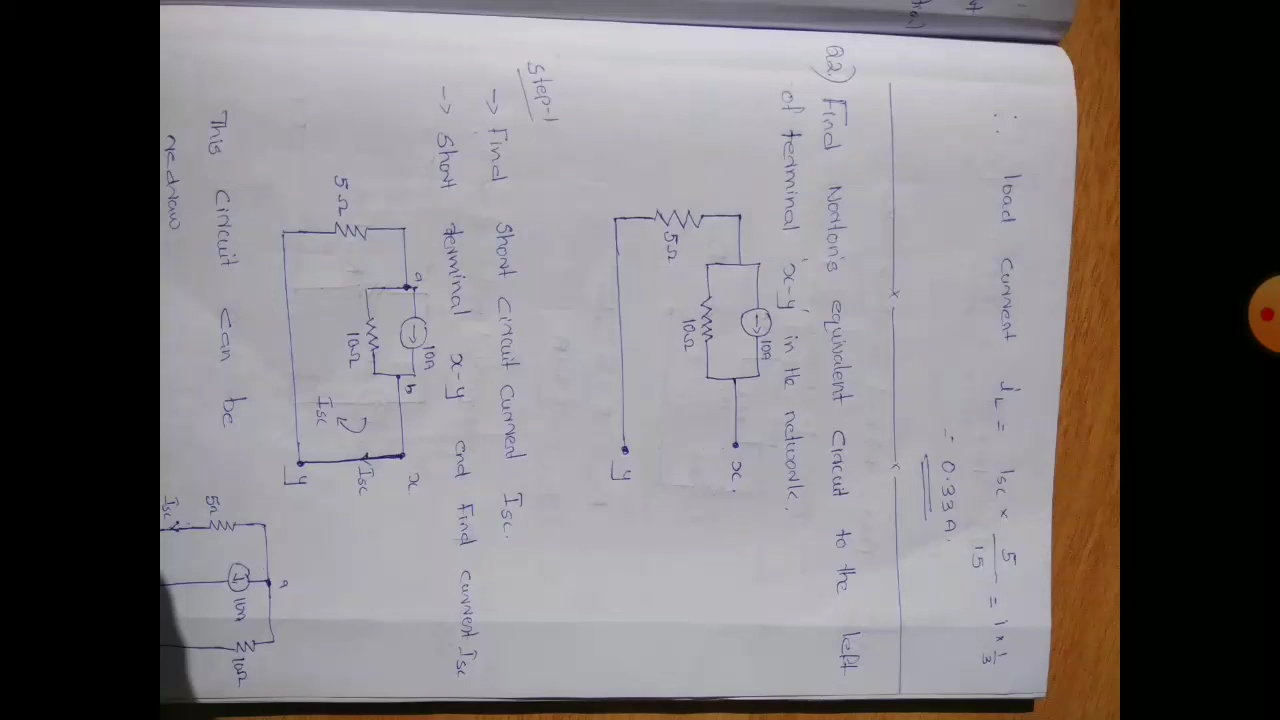 ∴ load current iL = Isc × 5/15 = 1 × 1/3
= 0.33A.
Q2.) Find Norton's equivalent circuit to the left
of terminal 'x-y' in the network.
10A
10Ω
5Ω
x.
y
Step-1
→ Find short circuit current Isc.
→ Short terminal x-y and find current Isc
a
10A
b
10Ω
5Ω
Isc
Isc
x.
y
This circuit can be
redraw
a
5Ω
10A
10Ω
Isc